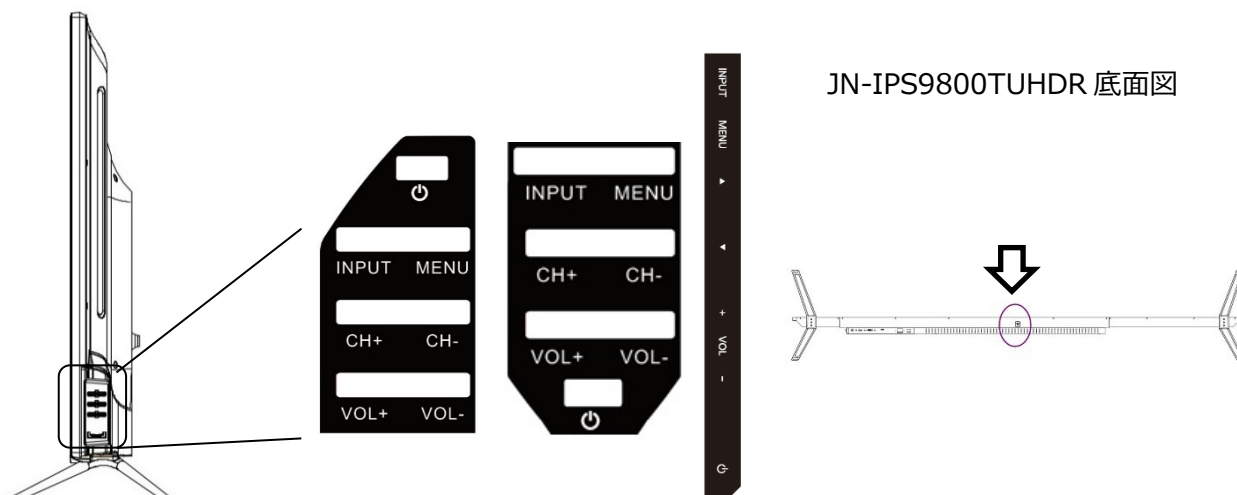 INPUT MENU
CH+ CH-
VOL+ VOL-
INPUT MENU
CH+ CH-
VOL+ VOL-
INPUT
MENU
+
VOL
-
JN-IPS9800TUHDR 底面図